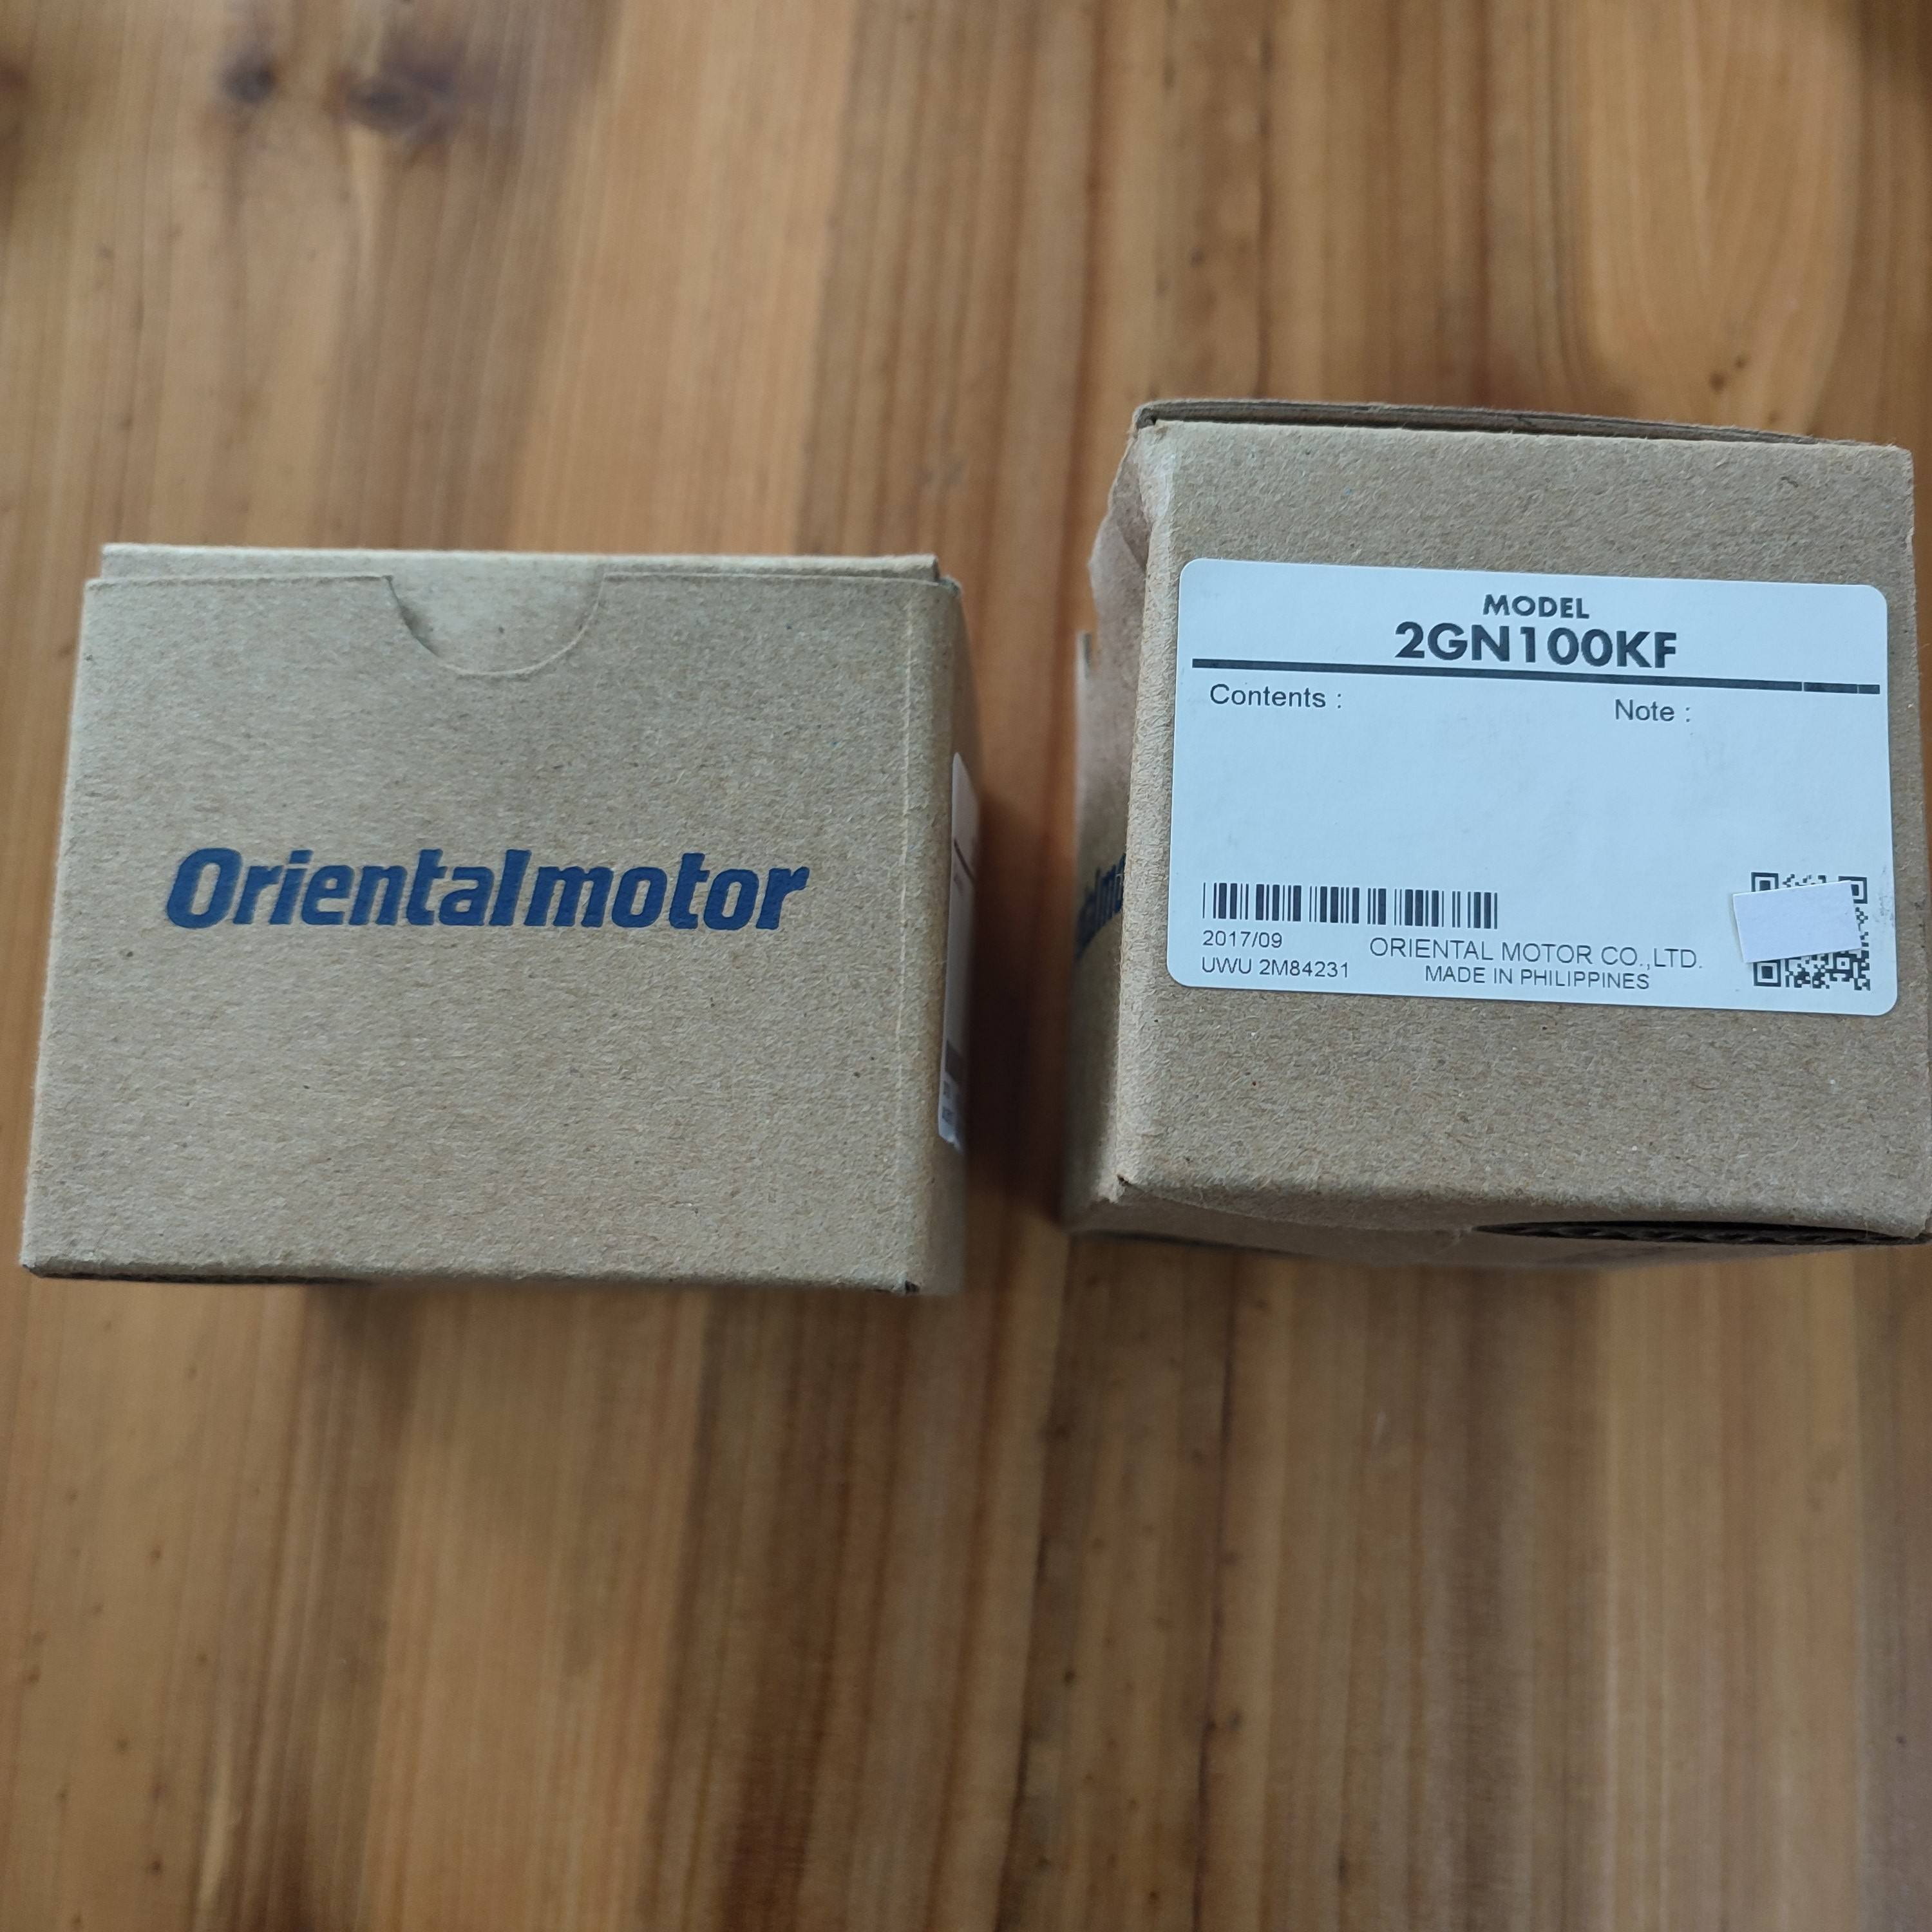 Orientalmotor
MODEL
2GN100KF
Contents :
Note :
2017/09
UWU 2M84231
ORIENTAL MOTOR CO.,LTD.
MADE IN PHILIPPINES